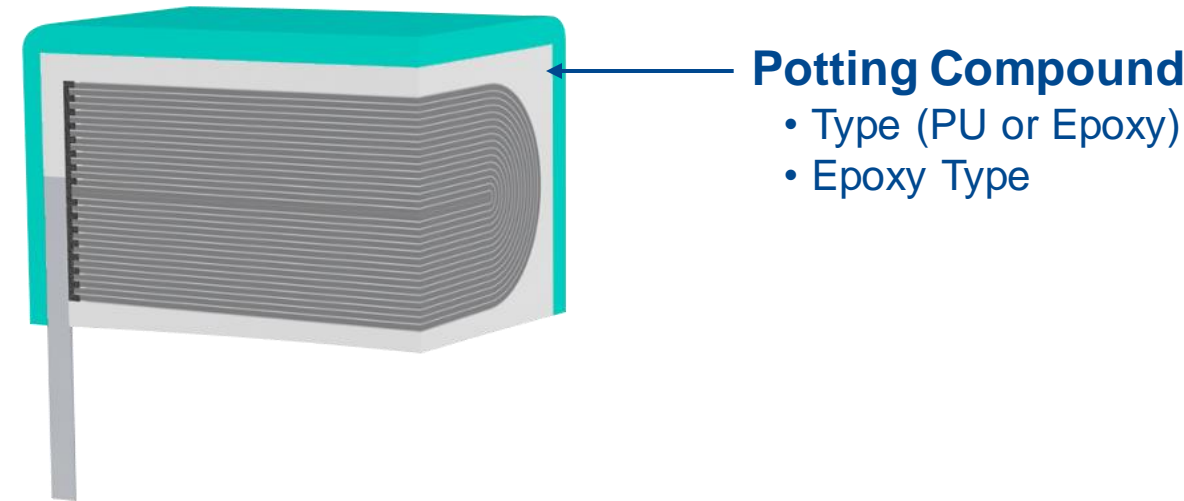 Potting Compound
• Type (PU or Epoxy)
• Epoxy Type